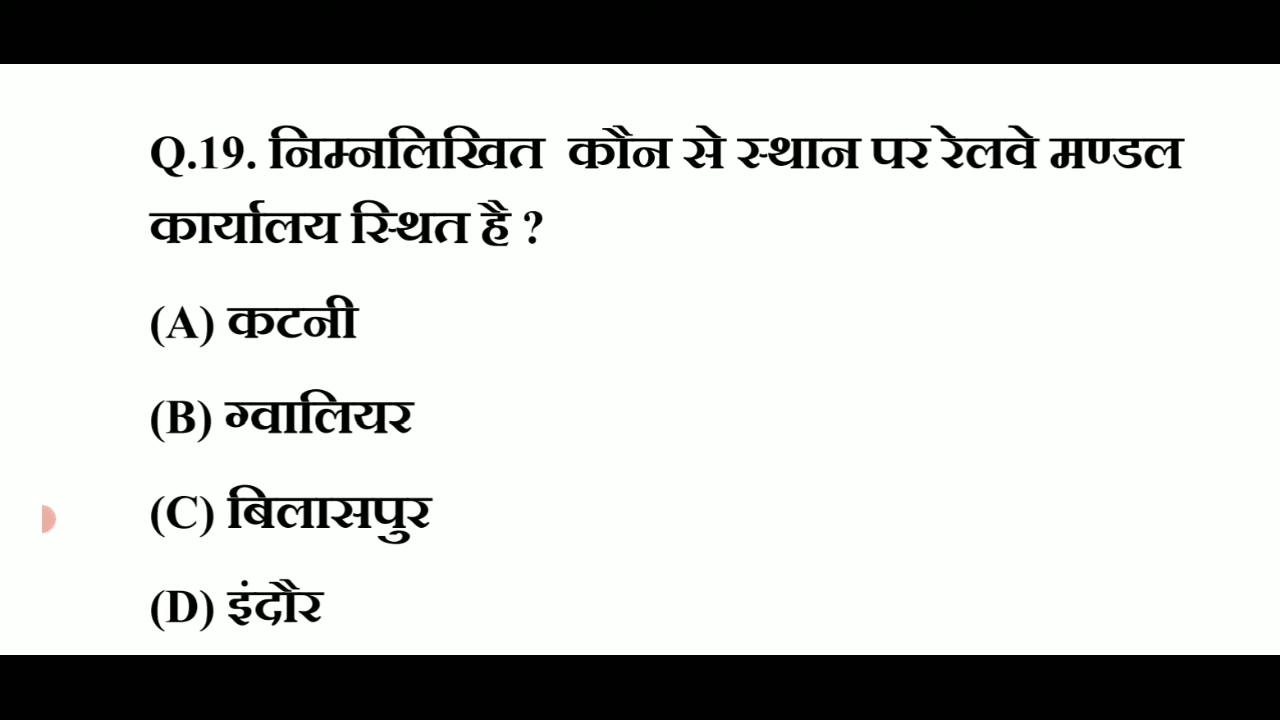 Q.19. निम्नलिखित कौन से स्थान पर रेलवे मण्डल
कार्यालय स्थित है ?
(A) कटनी
(B) ग्वालियर
(C) बिलासपुर
(D) इंदौर